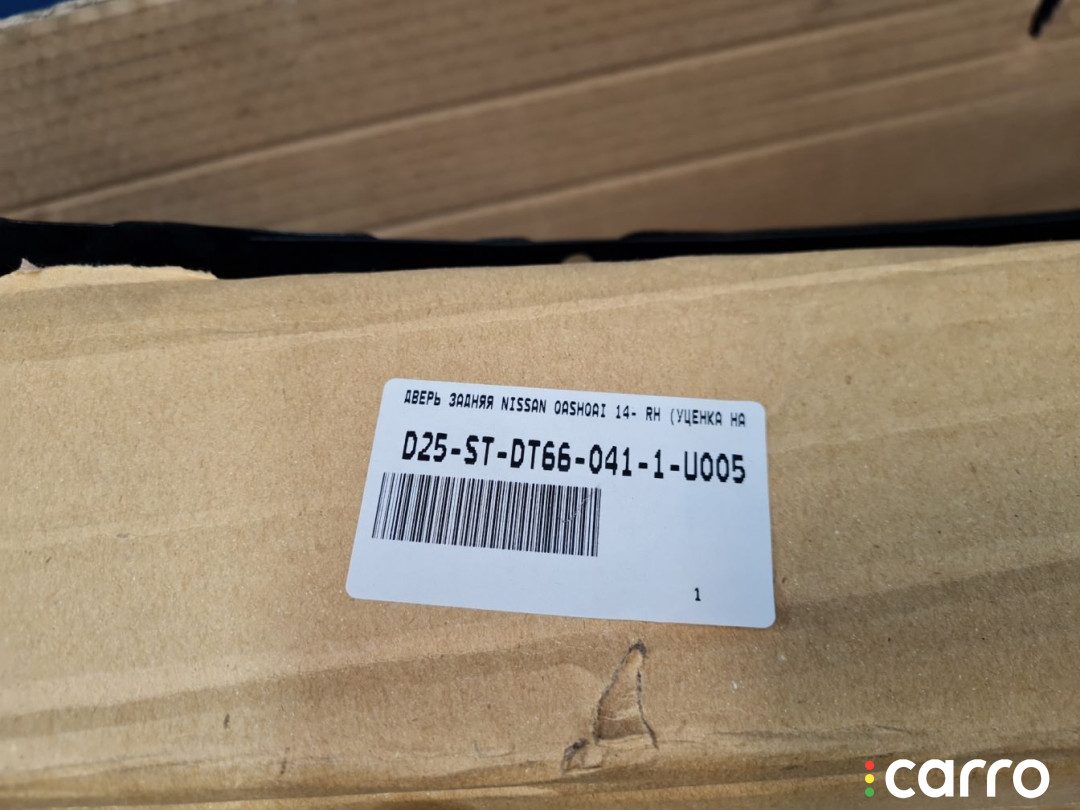 ДВЕРЬ ЗАДНЯЯ NISSAN QASHQAI 14- RH (УЦЕНКА НА
D25-ST-DT66-041-1-U005
1
carro